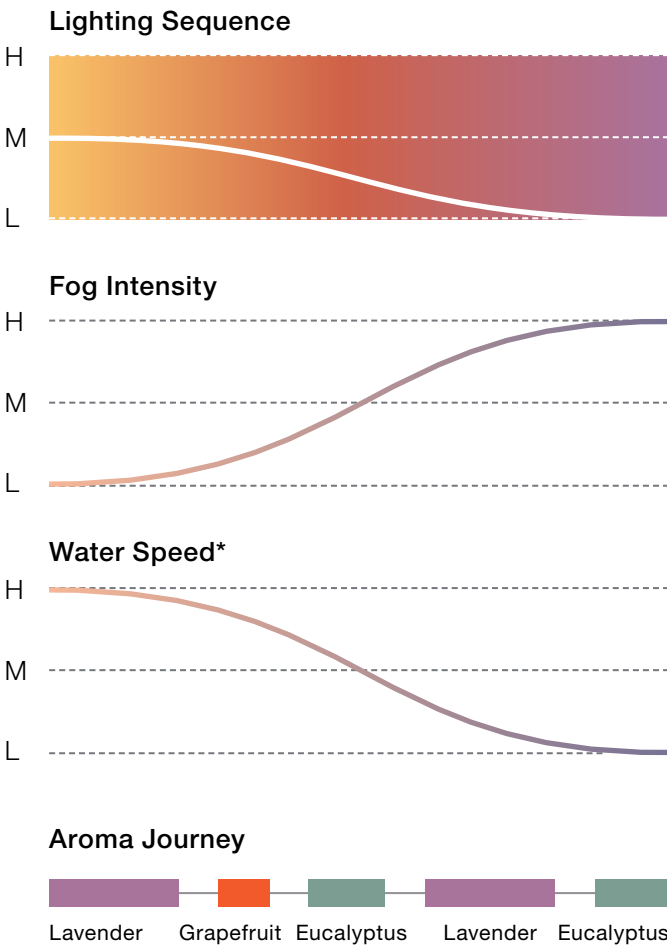 Lighting Sequence
H
M
L
Fog Intensity
H
M
L
Water Speed*
H
M
L
Aroma Journey
Lavender Grapefruit Eucalyptus Lavender Eucalyptus